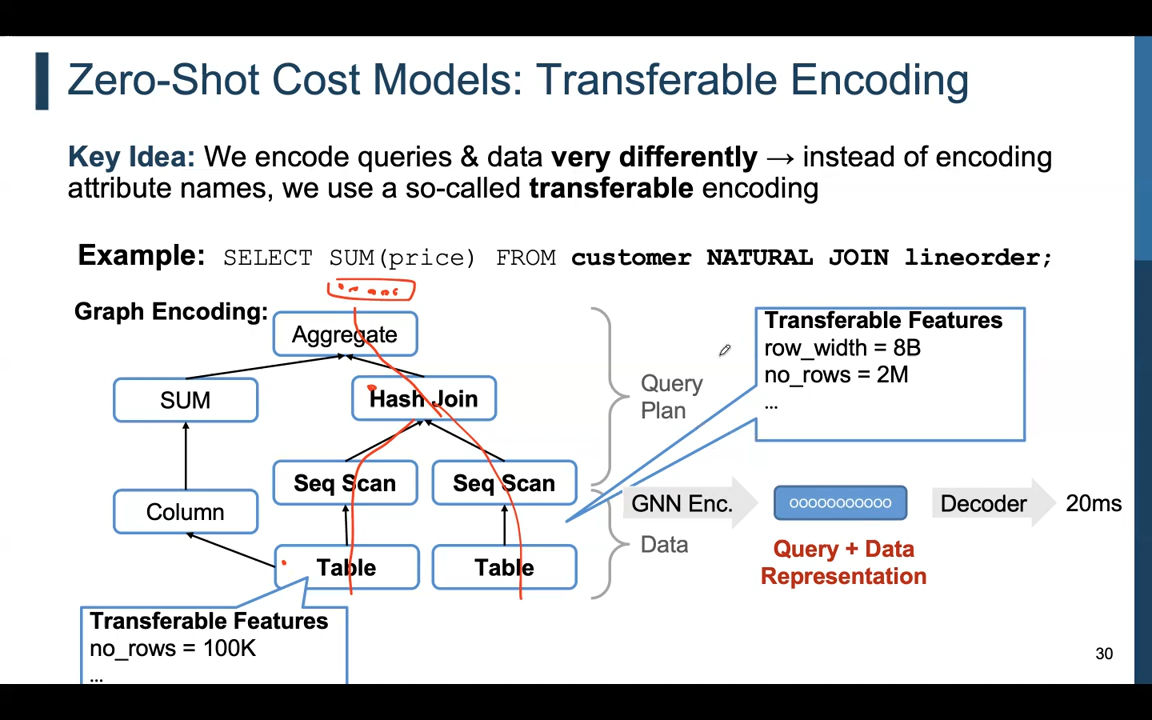 Zero-Shot Cost Models: Transferable Encoding
Key Idea: We encode queries & data very differently → instead of encoding
attribute names, we use a so-called transferable encoding
Example: SELECT SUM(price) FROM customer NATURAL JOIN lineorder;
Graph Encoding:
Aggregate
SUM
Hash Join
Seq Scan
Seq Scan
Column
Table
Table
Query
Plan
Data
Transferable Features
row_width = 8B
no_rows = 2M
...
GNN Enc.
ooooooooooo
Decoder
20ms
Query + Data
Representation
Transferable Features
no_rows = 100K
...
30